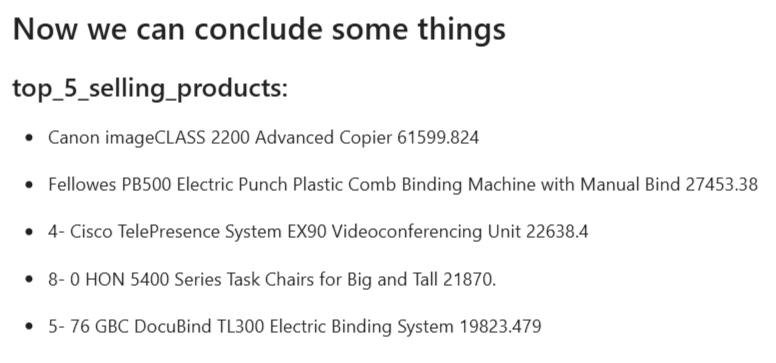 Now we can conclude some things
top_5_selling_products:
• Canon imageCLASS 2200 Advanced Copier 61599.824
• Fellowes PB500 Electric Punch Plastic Comb Binding Machine with Manual Bind 27453.38
• 4- Cisco TelePresence System EX90 Videoconferencing Unit 22638.4
• 8- 0 HON 5400 Series Task Chairs for Big and Tall 21870.
• 5- 76 GBC DocuBind TL300 Electric Binding System 19823.479